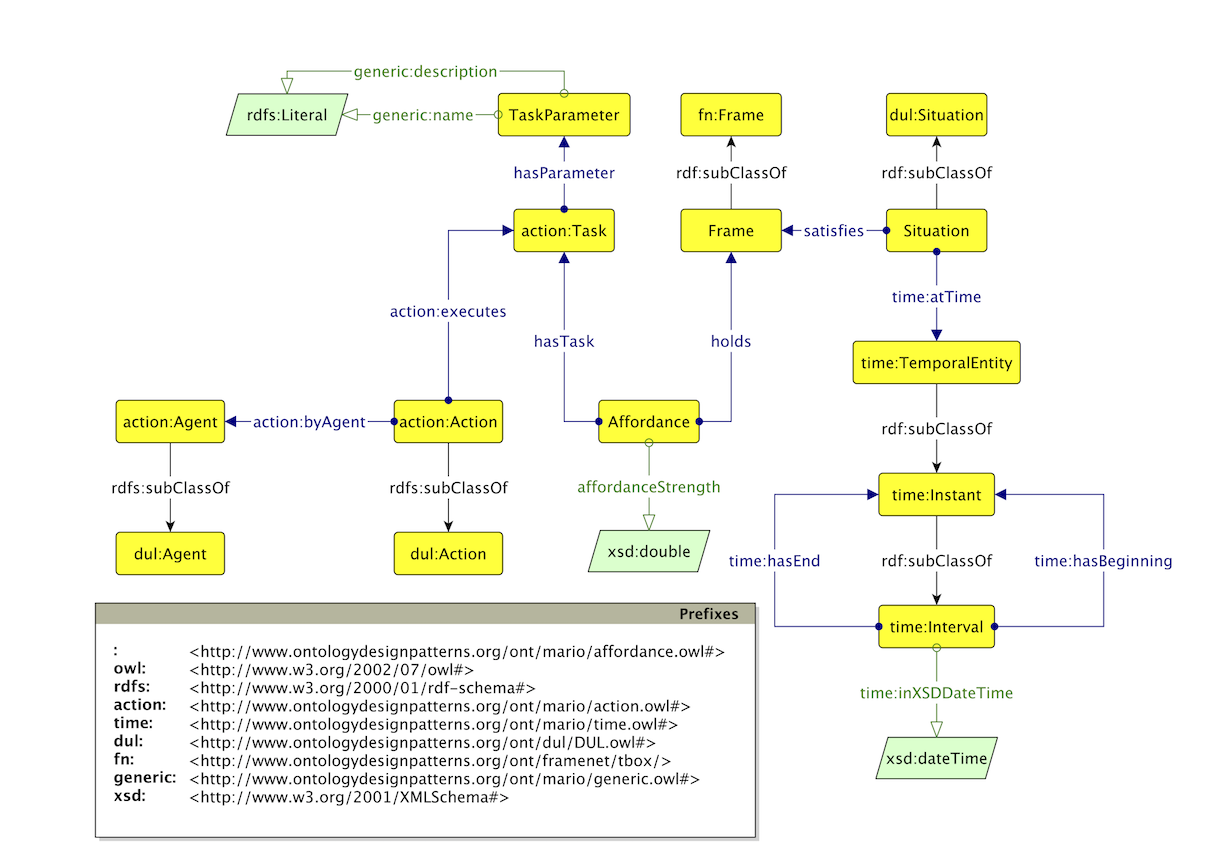 generic:description
rdfs:Literal
generic:name
TaskParameter
fn:Frame
dul:Situation
hasParameter
rdf:subClassOf
rdf:subClassOf
action:Task
Frame
satisfies
Situation
time:atTime
action:executes
hasTask
holds
time:TemporalEntity
action:Agent
action:byAgent
action:Action
Affordance
rdf:subClassOf
rdfs:subClassOf
rdfs:subClassOf
affordanceStrength
time:Instant
dul:Agent
dul:Action
xsd:double
time:hasEnd
rdf:subClassOf
time:hasBeginning
time:Interval
time:inXSDDateTime
xsd:dateTime
Prefixes
: <http://www.ontologydesignpatterns.org/ont/mario/affordance.owl#>
owl: <http://www.w3.org/2002/07/owl#>
rdfs: <http://www.w3.org/2000/01/rdf-schema#>
action: <http://www.ontologydesignpatterns.org/ont/mario/action.owl#>
time: <http://www.ontologydesignpatterns.org/ont/mario/time.owl#>
dul: <http://www.ontologydesignpatterns.org/ont/dul/DUL.owl#>
fn: <http://www.ontologydesignpatterns.org/ont/framenet/tbox/>
generic: <http://www.ontologydesignpatterns.org/ont/mario/generic.owl#>
xsd: <http://www.w3.org/2001/XMLSchema#>